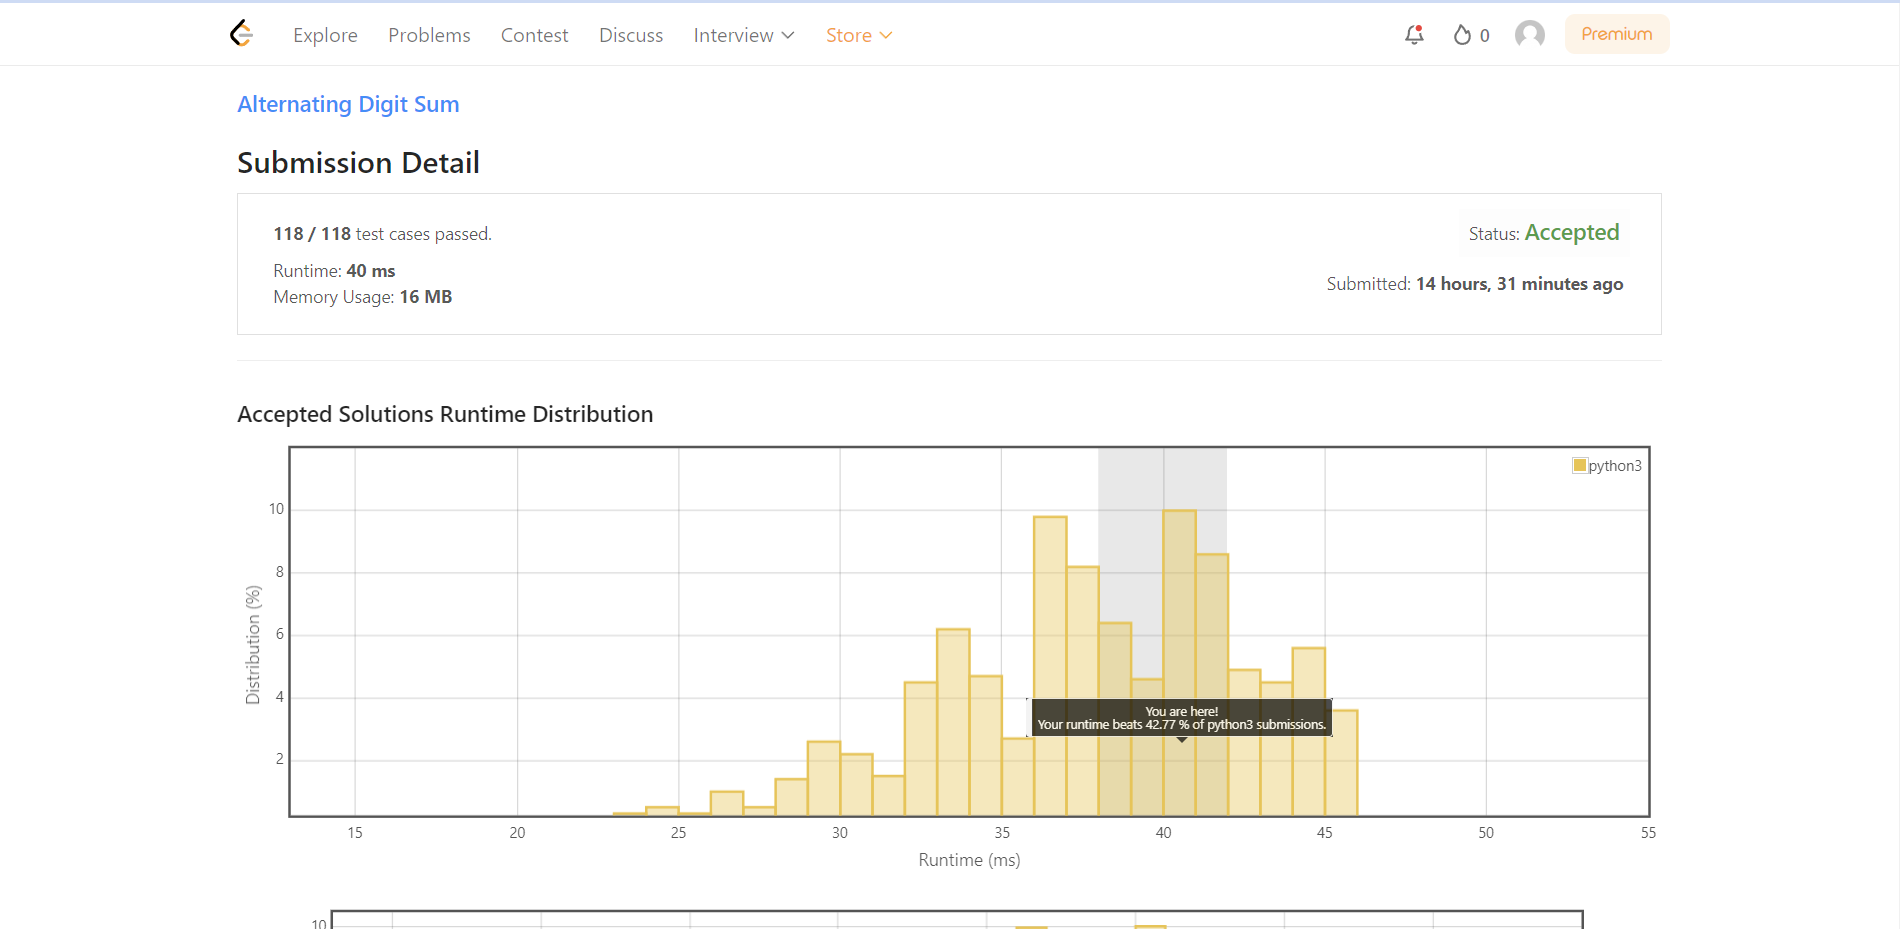 Explore Problems Contest Discuss Interview Store 0 Premium
Alternating Digit Sum
Submission Detail
118 / 118 test cases passed.
Status: Accepted
Runtime: 40 ms
Submitted: 14 hours, 31 minutes ago
Memory Usage: 16 MB
Accepted Solutions Runtime Distribution
python3
10
8
6
4
2
Distribution (%)
You are here!
Your runtime beats 42.77 % of python3 submissions.
15 20 25 30 35 40 45 50 55
Runtime (ms)
10